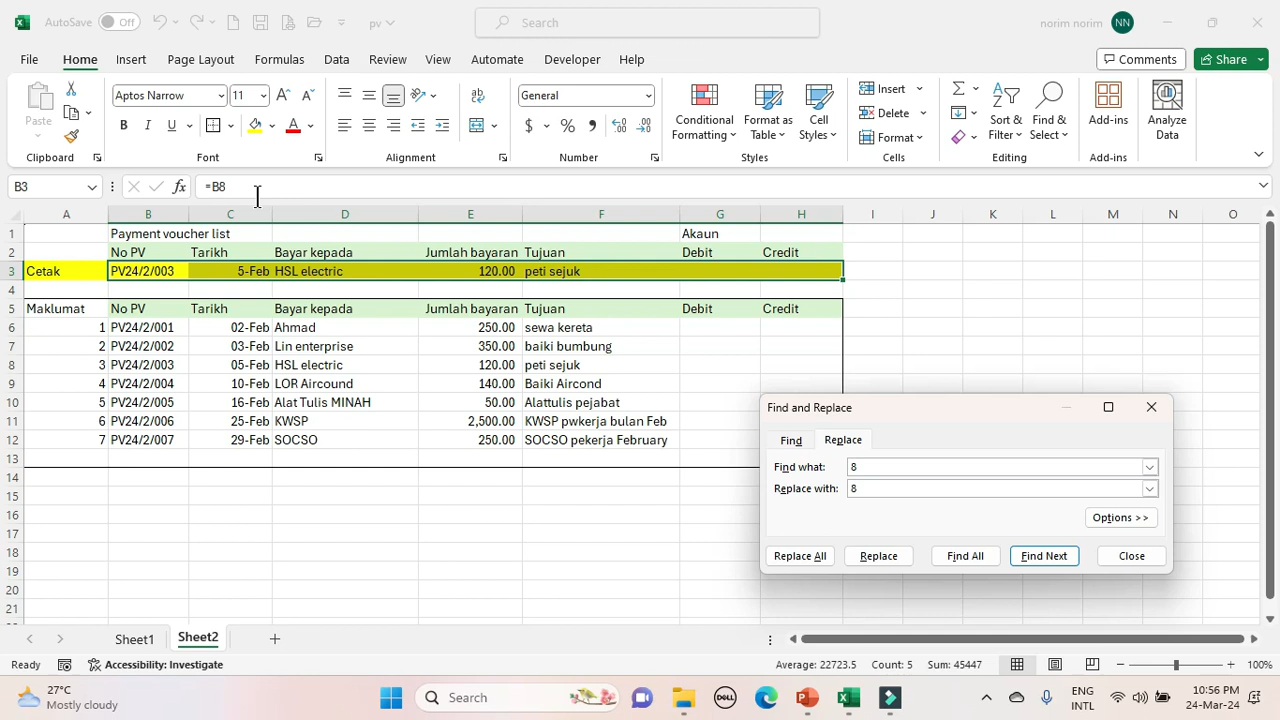 AutoSave Off pv Search norim norim NN
File Home Insert Page Layout Formulas Data Review View Automate Developer Help Comments Share
Paste Aptos Narrow 11 General Conditional Formatting Format as Table Cell Styles Insert Delete Format Sort & Filter Find & Select Add-ins Analyze Data
Clipboard Font Alignment Number Styles Cells Editing Add-ins
B3 fx =B8
A B C D E F G H I J K L M N O
1 Payment voucher list Akaun
2 No PV Tarikh Bayar kepada Jumlah bayaran Tujuan Debit Credit
3 Cetak PV24/2/003 5-Feb HSL electric 120.00 peti sejuk
4
5 Maklumat No PV Tarikh Bayar kepada Jumlah bayaran Tujuan Debit Credit
6 1 PV24/2/001 02-Feb Ahmad 250.00 sewa kereta
7 2 PV24/2/002 03-Feb Lin enterprise 350.00 baiki bumbung
8 3 PV24/2/003 05-Feb HSL electric 120.00 peti sejuk
9 4 PV24/2/004 10-Feb LOR Aircound 140.00 Baiki Aircond
10 5 PV24/2/005 16-Feb Alat Tulis MINAH 50.00 Alattulis pejabat
11 6 PV24/2/006 25-Feb KWSP 2,500.00 KWSP pwkerja bulan Feb
12 7 PV24/2/007 29-Feb SOCSO 250.00 SOCSO pekerja February
13
14
15
16
17
18
19
20
21
Find and Replace
Find Replace
Find what: 8
Replace with: 8
Options >>
Replace All Replace Find All Find Next Close
Sheet1 Sheet2
Ready Accessibility: Investigate Average: 22723.5 Count: 5 Sum: 45447 100%
27°C
Mostly cloudy
Search
DELL
ENG
INTL
10:56 PM
24-Mar-24